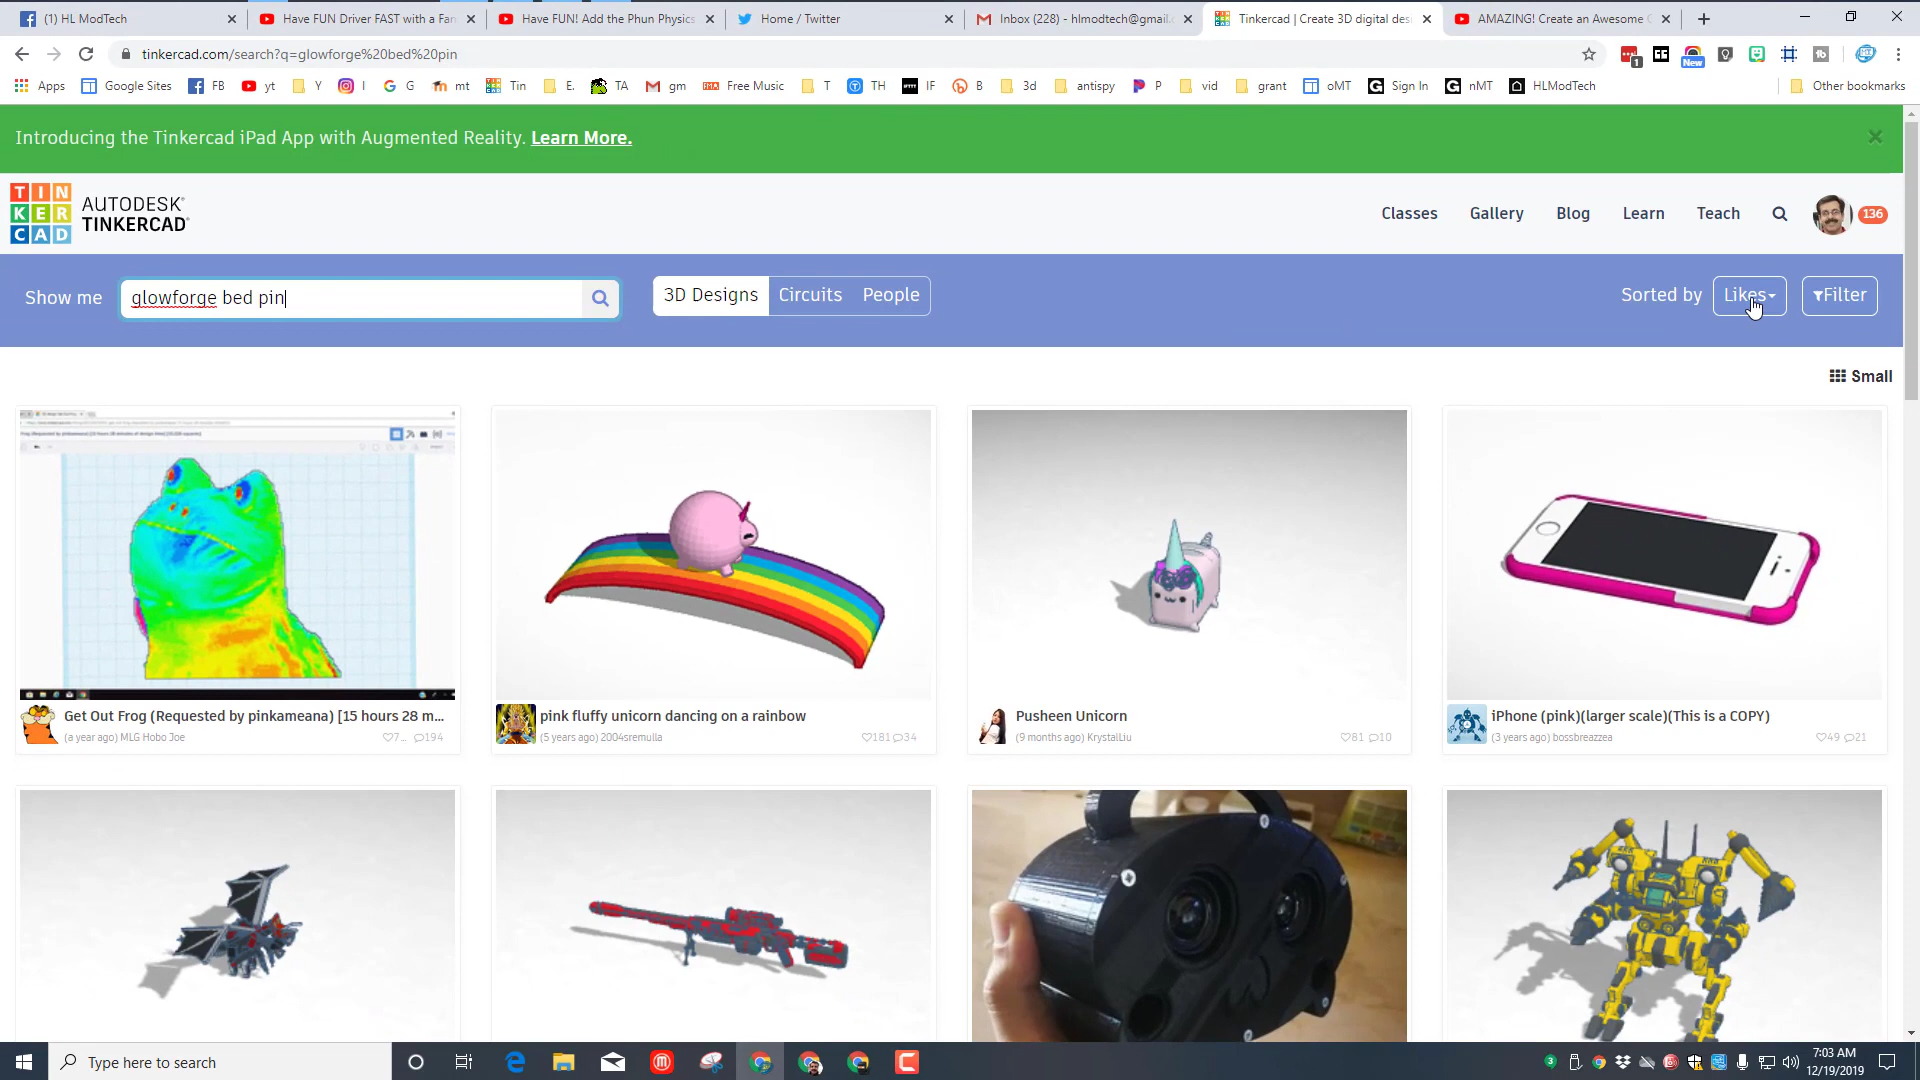 (1) HL ModTech
Have FUN Driver FAST with a Fan
Have FUN! Add the Phun Physics
Home / Twitter
Inbox (228) - hlmodtech@gmail.c
Tinkercad | Create 3D digital des
AMAZING! Create an Awesome C
tinkercad.com/search?q=glowforge%20bed%20pin
1
New
Apps Google Sites FB yt Y I G mt Tin E. TA gm Free Music T TH IF B 3d antispy P vid grant oMT Sign In nMT HLModTech Other bookmarks
Introducing the Tinkercad iPad App with Augmented Reality. Learn More.
TIN
KER
CAD
AUTODESK
TINKERCAD
Classes Gallery Blog Learn Teach 136
Show me glowforge bed pin 3D Designs Circuits People Sorted by Likes Filter
Small
Get Out Frog (Requested by pinkameana) [15 hours 28 m...
(a year ago) MLG Hobo Joe 7... 194
pink fluffy unicorn dancing on a rainbow
(5 years ago) 2004sremulla 181 34
Pusheen Unicorn
(9 months ago) KrystalLiu 81 10
iPhone (pink)(larger scale)(This is a COPY)
(3 years ago) bossbreazzea 49 21
Type here to search
7:03 AM
12/19/2019